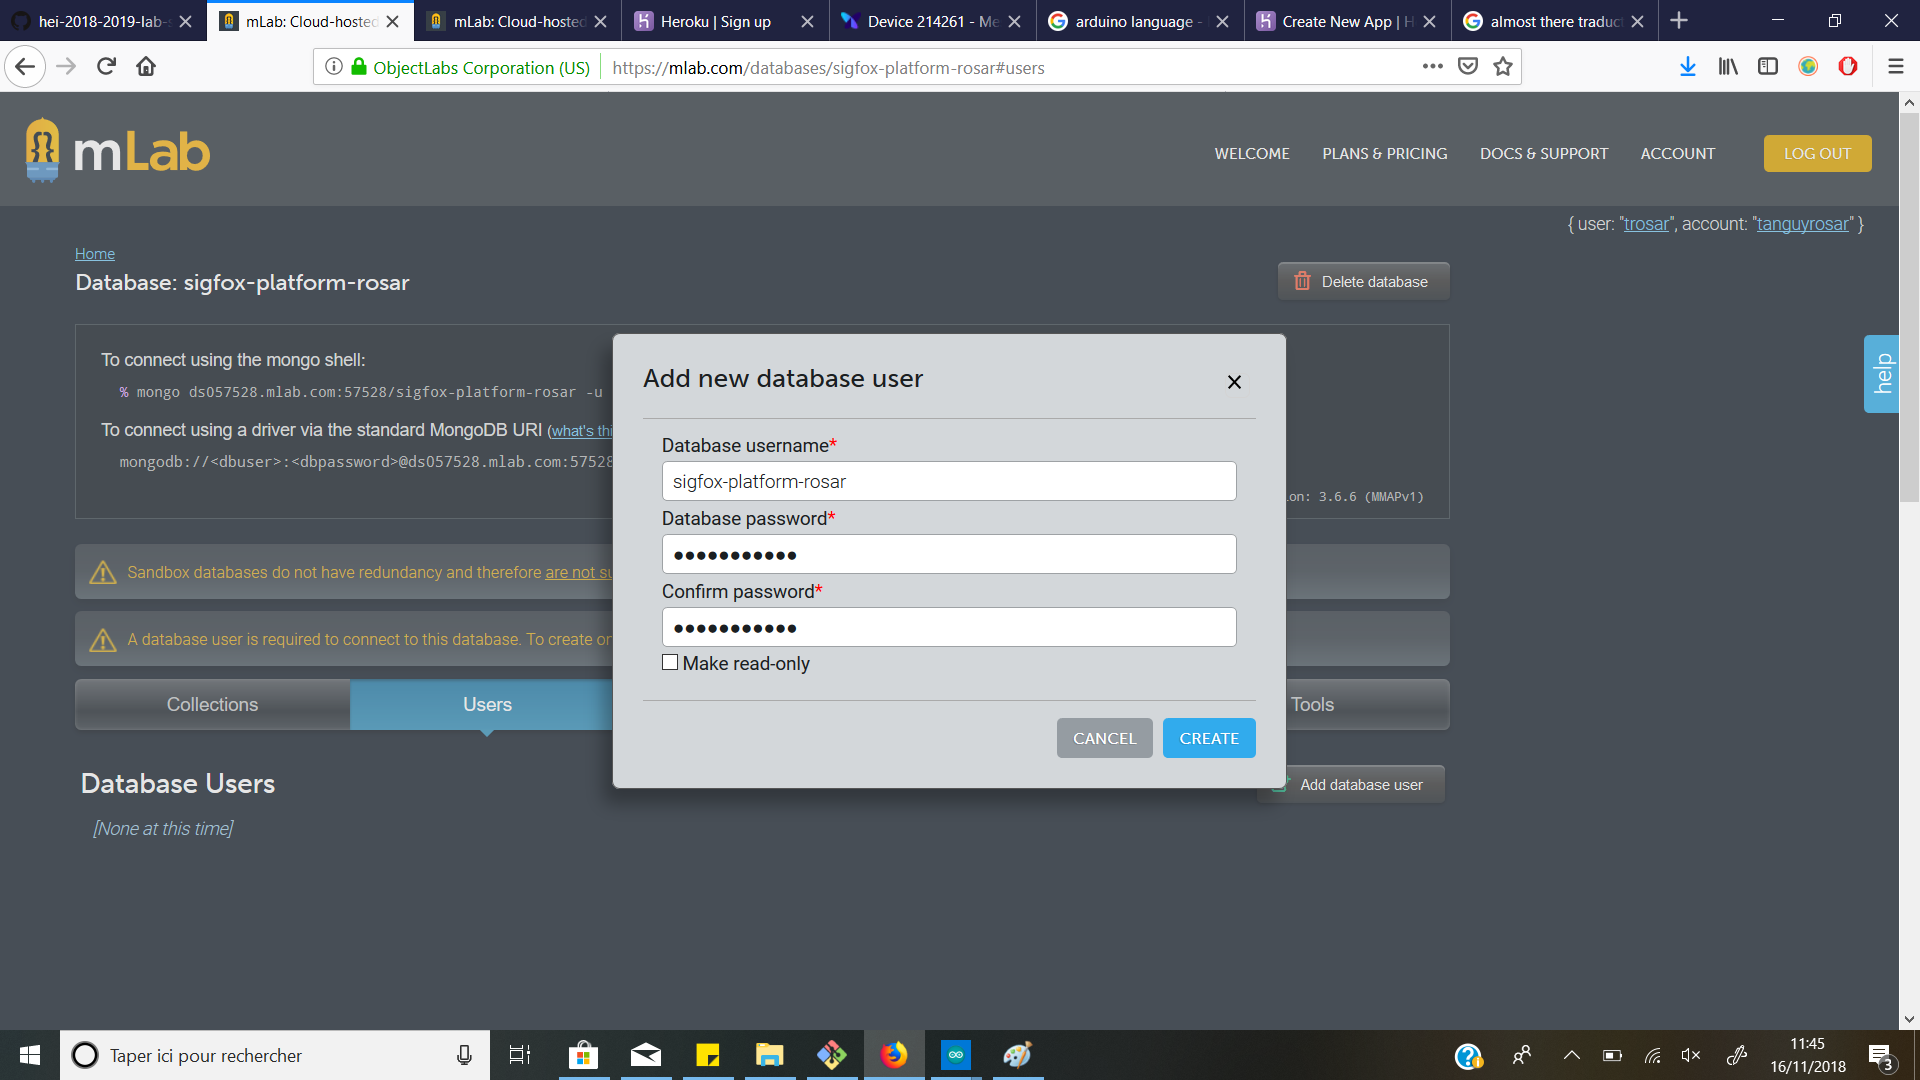 hei-2018-2019-lab-s
mLab: Cloud-hosted
mLab: Cloud-hosted
Heroku | Sign up
Device 214261 - Me
arduino language -
Create New App | H
almost there traduc
ObjectLabs Corporation (US)
https://mlab.com/databases/sigfox-platform-rosar#users
mLab
WELCOME
PLANS & PRICING
DOCS & SUPPORT
ACCOUNT
LOG OUT
{ user: "trosar", account: "tanguyrosar" }
Home
Database: sigfox-platform-rosar
Delete database
To connect using the mongo shell:
% mongo ds057528.mlab.com:57528/sigfox-platform-rosar -u
To connect using a driver via the standard MongoDB URI (what's thi
mongodb://<dbuser>:<dbpassword>@ds057528.mlab.com:57528
on: 3.6.6 (MMAPv1)
help
Sandbox databases do not have redundancy and therefore are not su
A database user is required to connect to this database. To create on
Collections
Users
Tools
Database Users
Add database user
[None at this time]
Add new database user
Database username*
sigfox-platform-rosar
Database password*
Confirm password*
Make read-only
CANCEL
CREATE
Taper ici pour rechercher
11:45
16/11/2018
3